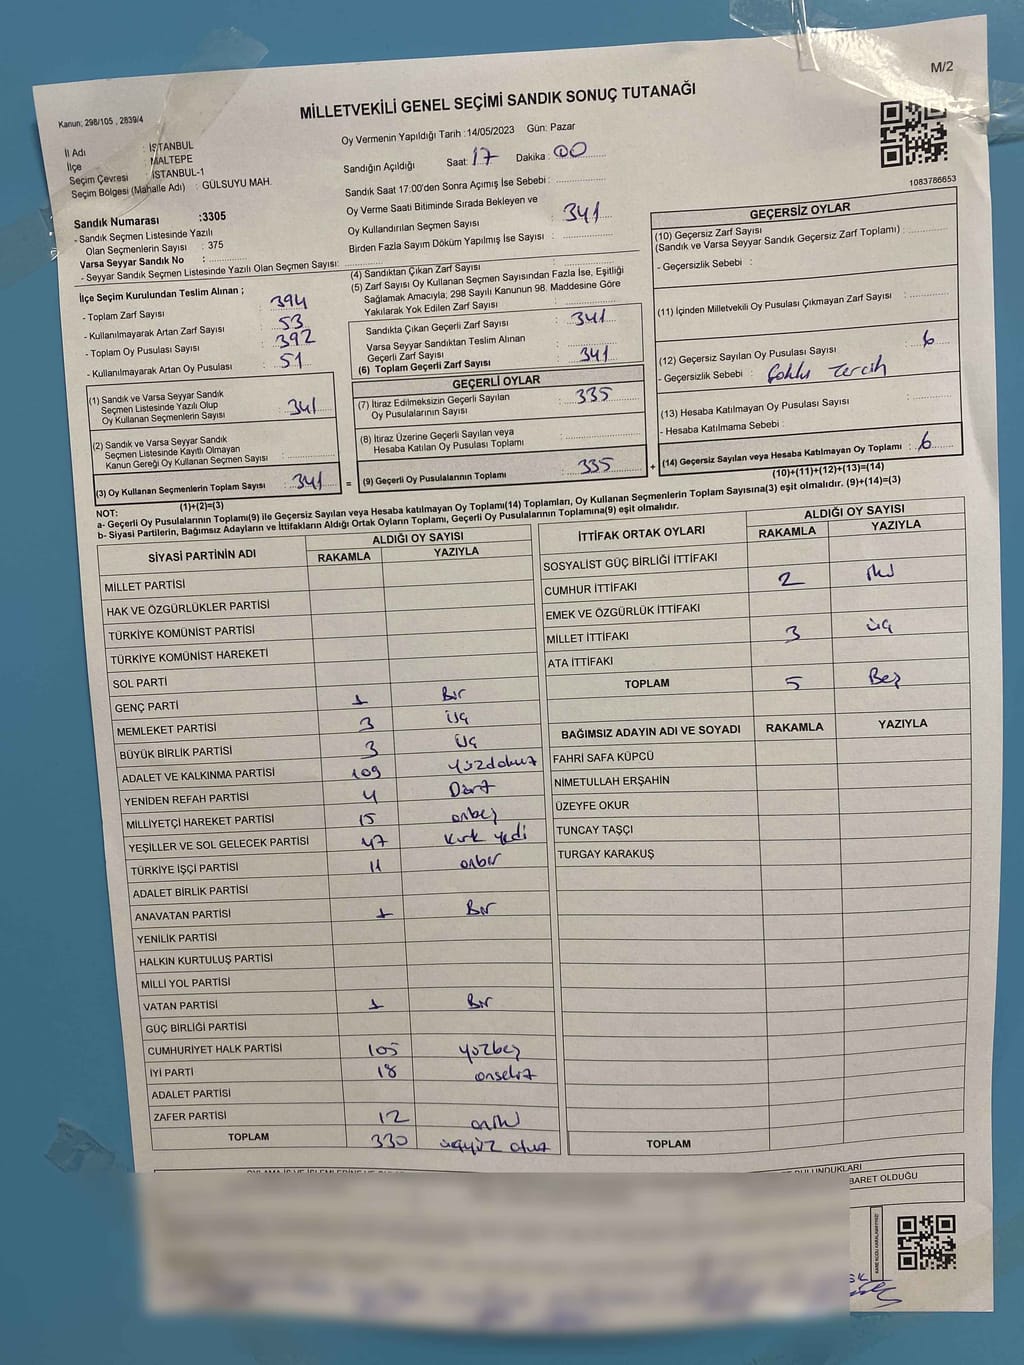 M/2
MİLLETVEKİLİ GENEL SEÇİMİ SANDIK SONUÇ TUTANAĞI
Kanun; 298/105 , 2839/4
İl Adı : İSTANBUL
İlçe : MALTEPE
Seçim Çevresi : İSTANBUL-1
Seçim Bölgesi (Mahalle Adı) : GÜLSUYU MAH.
Sandık Numarası :3305
- Sandık Seçmen Listesinde Yazılı
Olan Seçmenlerin Sayısı : 375
Varsa Seyyar Sandık No :
- Seyyar Sandık Seçmen Listesinde Yazılı Olan Seçmen Sayısı:
Oy Vermenin Yapıldığı Tarih :14/05/2023 Gün: Pazar
Sandığın Açıldığı Saat: 17 Dakika : 00
Sandık Saat 17:00'den Sonra Açımış İse Sebebi :
Oy Verme Saati Bitiminde Sırada Bekleyen ve
Oy Kullandırılan Seçmen Sayısı : 341
Birden Fazla Sayım Döküm Yapılmış İse Sayısı :
1083786653
İlçe Seçim Kurulundan Teslim Alınan ;
- Toplam Zarf Sayısı : 394
- Kullanılmayarak Artan Zarf Sayısı : 53
- Toplam Oy Pusulası Sayısı : 392
- Kullanılmayarak Artan Oy Pusulası : 51
(1) Sandık ve Varsa Seyyar Sandık
Seçmen Listesinde Yazılı Olup
Oy Kullanan Seçmenlerin Sayısı : 341
(2) Sandık ve Varsa Seyyar Sandık
Seçmen Listesinde Kayıtlı Olmayan
Kanun Gereği Oy Kullanan Seçmen Sayısı :
(3) Oy Kullanan Seçmenlerin Toplam Sayısı : 341
(1)+(2)=(3)
(4) Sandıktan Çıkan Zarf Sayısı :
(5) Zarf Sayısı Oy Kullanan Seçmen Sayısından Fazla İse, Eşitliği
Sağlamak Amacıyla; 298 Sayılı Kanunun 98. Maddesine Göre
Yakılarak Yok Edilen Zarf Sayısı :
Sandıkta Çıkan Geçerli Zarf Sayısı : 341
Varsa Seyyar Sandıktan Teslim Alınan
Geçerli Zarf Sayısı :
(6) Toplam Geçerli Zarf Sayısı : 341
GEÇERLİ OYLAR
(7) İtiraz Edilmeksizin Geçerli Sayılan
Oy Pusulalarının Sayısı : 335
(8) İtiraz Üzerine Geçerli Sayılan veya
Hesaba Katılan Oy Pusulası Toplamı :
= (9) Geçerli Oy Pusulalarının Toplamı : 335
GEÇERSİZ OYLAR
(10) Geçersiz Zarf Sayısı
(Sandık ve Varsa Seyyar Sandık Geçersiz Zarf Toplamı) :
- Geçersizlik Sebebi :
(11) İçinden Milletvekili Oy Pusulası Çıkmayan Zarf Sayısı :
(12) Geçersiz Sayılan Oy Pusulası Sayısı : 6
- Geçersizlik Sebebi : Çoklu Tercih
(13) Hesaba Katılmayan Oy Pusulası Sayısı :
- Hesaba Katılmama Sebebi :
+ (14) Geçersiz Sayılan veya Hesaba Katılmayan Oy Toplamı : 6
(10)+(11)+(12)+(13)=(14)
NOT:
a- Geçerli Oy Pusulalarının Toplamı(9) ile Geçersiz Sayılan veya Hesaba katılmayan Oy Toplamı(14) Toplamları, Oy Kullanan Seçmenlerin Toplam Sayısına(3) eşit olmalıdır. (9)+(14)=(3)
b- Siyasi Partilerin, Bağımsız Adayların ve İttifakların Aldığı Ortak Oyların Toplamı, Geçerli Oy Pusulalarının Toplamına(9) eşit olmalıdır.
SİYASİ PARTİNİN ADI ALDIĞI OY SAYISI
RAKAMLA YAZIYLA
MİLLET PARTİSİ
HAK VE ÖZGÜRLÜKLER PARTİSİ
TÜRKİYE KOMÜNİST PARTİSİ
TÜRKİYE KOMÜNİST HAREKETİ
SOL PARTİ
GENÇ PARTİ 1 Bir
MEMLEKET PARTİSİ 3 üç
BÜYÜK BİRLİK PARTİSİ 3 üç
ADALET VE KALKINMA PARTİSİ 109 yüzdokuz
YENİDEN REFAH PARTİSİ 4 Dört
MİLLİYETÇİ HAREKET PARTİSİ 15 onbeş
YEŞİLLER VE SOL GELECEK PARTİSİ 47 kırk yedi
TÜRKİYE İŞÇİ PARTİSİ 11 onbir
ADALET BİRLİK PARTİSİ
ANAVATAN PARTİSİ 1 Bir
YENİLİK PARTİSİ
HALKIN KURTULUŞ PARTİSİ
MİLLİ YOL PARTİSİ
VATAN PARTİSİ 1 Bir
GÜÇ BİRLİĞİ PARTİSİ
CUMHURİYET HALK PARTİSİ 105 yüzbeş
İYİ PARTİ 18 onsekiz
ADALET PARTİSİ
ZAFER PARTİSİ 12 oniki
TOPLAM 330 üçyüz otuz
İTTİFAK ORTAK OYLARI ALDIĞI OY SAYISI
RAKAMLA YAZIYLA
SOSYALİST GÜÇ BİRLİĞİ İTTİFAKI
CUMHUR İTTİFAKI 2 iki
EMEK VE ÖZGÜRLÜK İTTİFAKI
MİLLET İTTİFAKI 3 üç
ATA İTTİFAKI
TOPLAM 5 Beş
BAĞIMSIZ ADAYIN ADI VE SOYADI RAKAMLA YAZIYLA
FAHRİ SAFA KÜPCÜ
NİMETULLAH ERŞAHİN
ÜZEYFE OKUR
TUNCAY TAŞÇI
TURGAY KARAKUŞ
TOPLAM
BULUNDUKLARI
BARET OLDUĞU